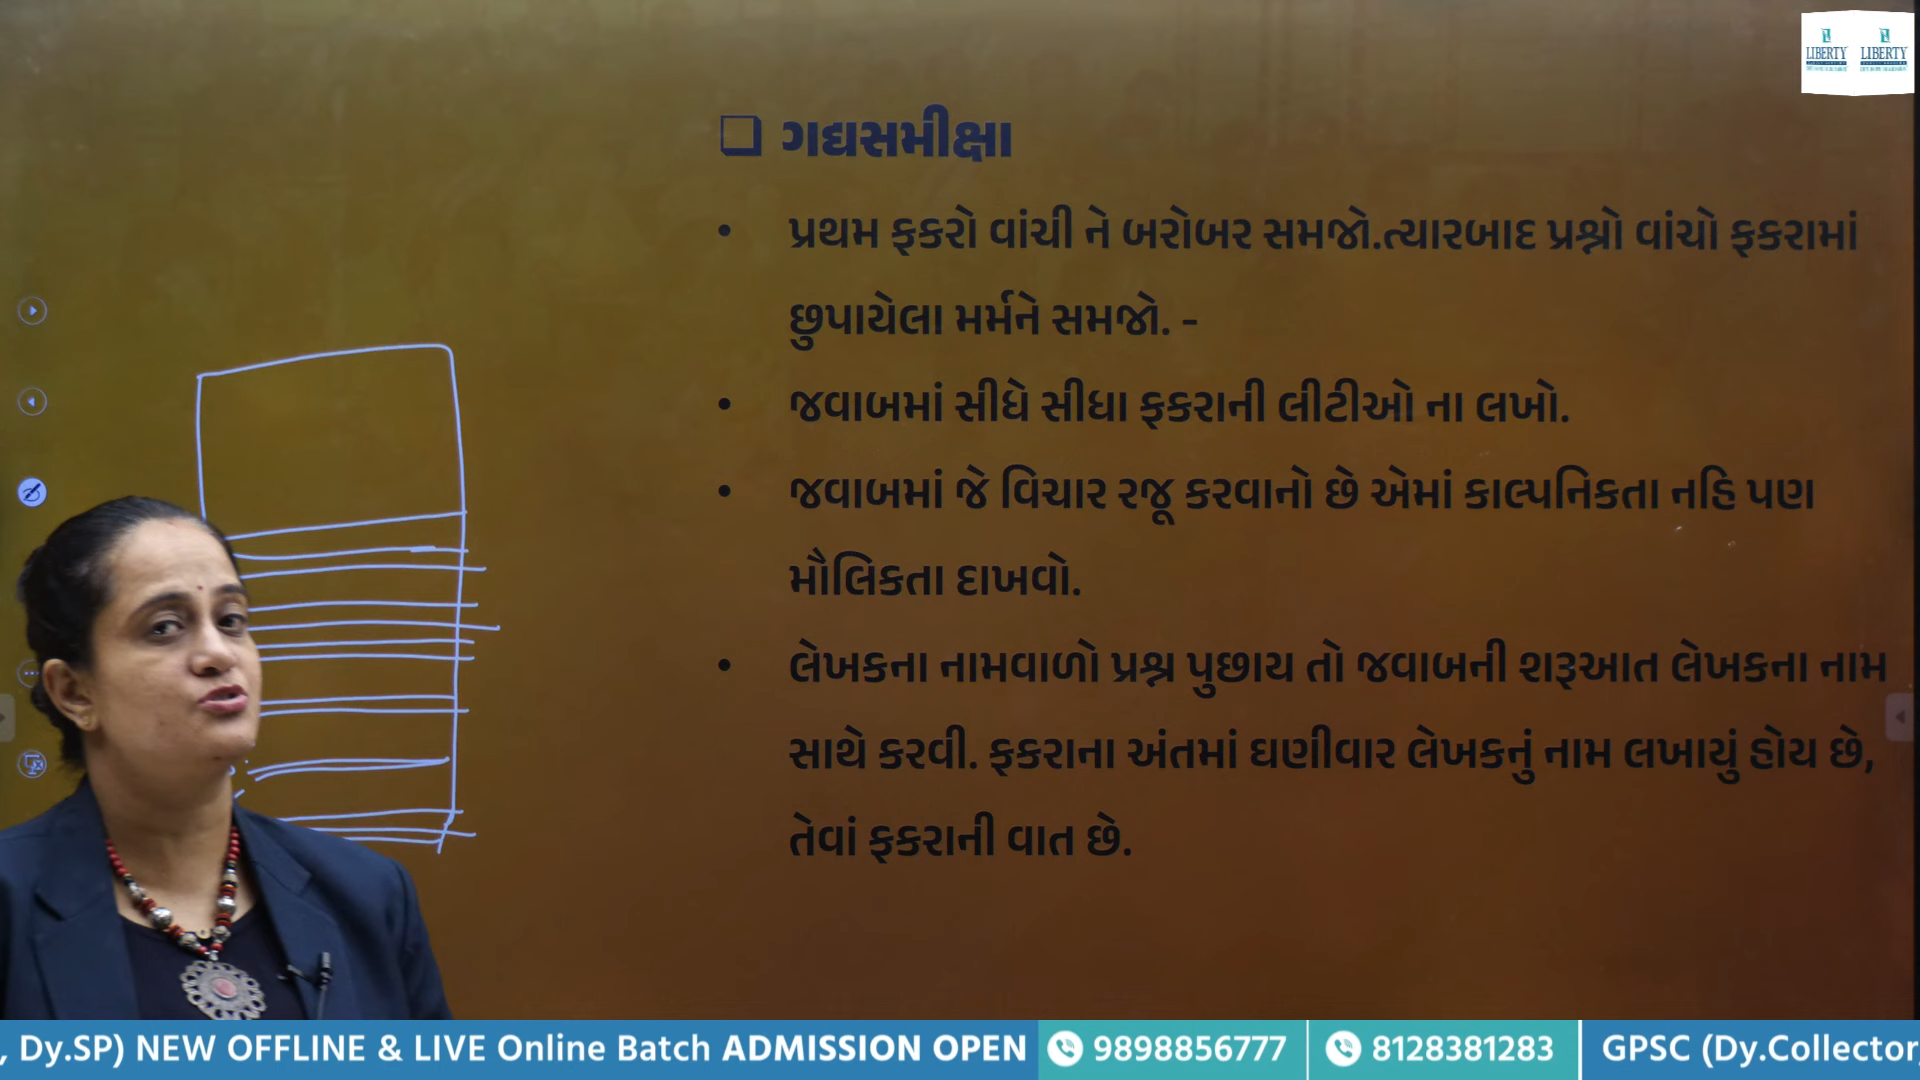 LIBERTY LIBERTY
ગદ્યસમીક્ષા
• પ્રથમ ફકરો વાંચી ને બરોબર સમજો.ત્યારબાદ પ્રશ્નો વાંચો ફકરામાં
છુપાયેલા મર્મને સમજો. -
• જવાબમાં સીધે સીધા ફકરાની લીટીઓ ના લખો.
• જવાબમાં જે વિચાર રજૂ કરવાનો છે એમાં કાલ્પનિકતા નહિ પણ
મૌલિકતા દાખવો.
• લેખકના નામવાળો પ્રશ્ન પુછાય તો જવાબની શરૂઆત લેખકના નામ
સાથે કરવી. ફકરાના અંતમાં ઘણીવાર લેખકનું નામ લખાયું હોય છે,
તેવાં ફકરાની વાત છે.
, Dy.SP) NEW OFFLINE & LIVE Online Batch ADMISSION OPEN 9898856777 8128381283 GPSC (Dy.Collector,